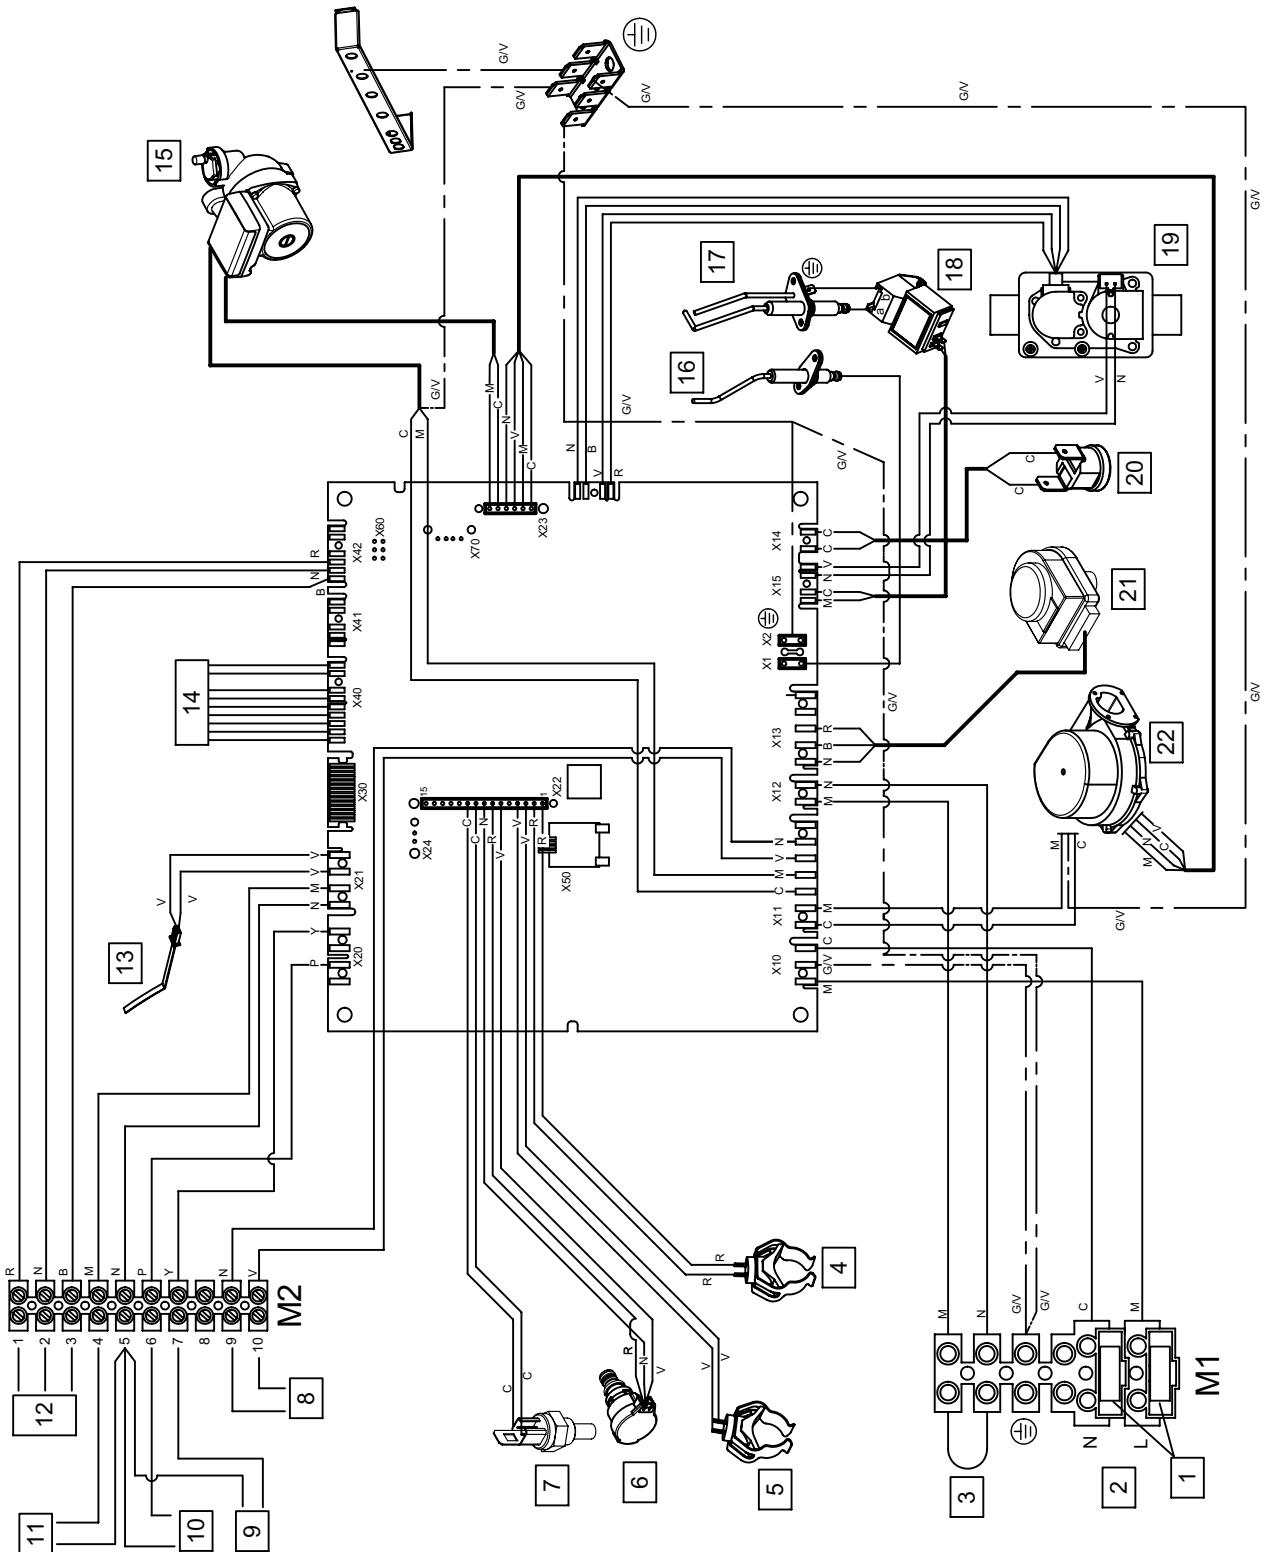 15
G/V
G/V
G/V
G/V
G/V
17
18
a
b
16
19
V
N
G/V
G/V
G/V
C
M
G/V
M
C
N
V
M
C
X23
N
B
V
R
X70
X60
X42
R
N
B
X41
14
X40
X30
X14
C
C
X15
V
N
C
M
C
C
20
X2
X1
G/V
21
X13
R
B
N
X12
N
M
22
M
C
M
N
C
V
G/V
15
X22
1
X24
C
C
N
R
V
V
V
R
R
X50
N
V
M
C
X11
M
C
X10
C
G/V
M
V
V
13
V
V
M
N
X21
Y
X20
P
R
N
B
M
N
P
Y
N
V
M2
1
2
3
4
5
6
7
8
9
10
12
11
10
9
8
R
R
4
R
N
V
V
V
C
C
7
6
5
M
N
G/V
G/V
C
M
M1
N
L
3
2
1